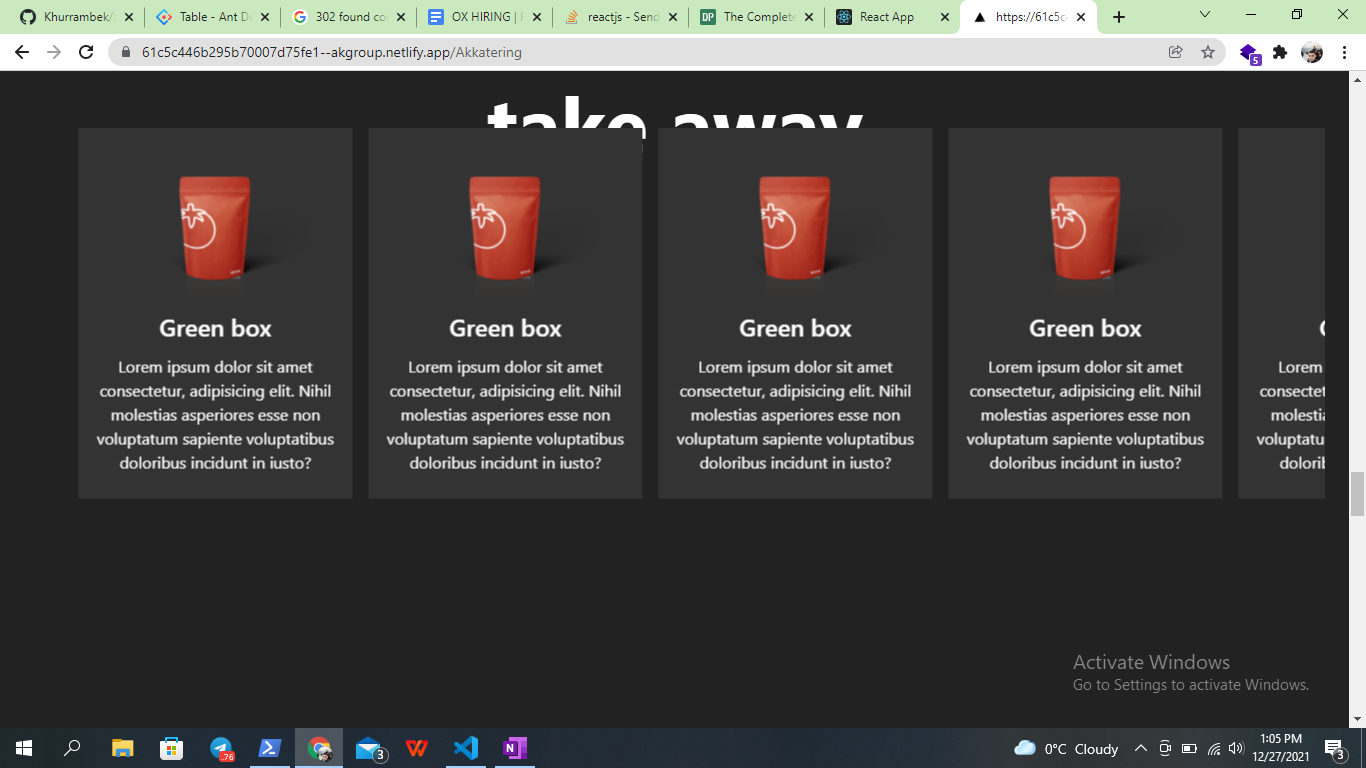 Khurrambek/
Table - Ant D
302 found co
OX HIRING | F
reactjs - Send
DP
The Complete
React App
https://61c5c
61c5c446b295b70007d75fe1--akgroup.netlify.app/Akkatering
5
take away
Green box
Lorem ipsum dolor sit amet
consectetur, adipisicing elit. Nihil
molestias asperiores esse non
voluptatum sapiente voluptatibus
doloribus incidunt in iusto?
Green box
Lorem ipsum dolor sit amet
consectetur, adipisicing elit. Nihil
molestias asperiores esse non
voluptatum sapiente voluptatibus
doloribus incidunt in iusto?
Green box
Lorem ipsum dolor sit amet
consectetur, adipisicing elit. Nihil
molestias asperiores esse non
voluptatum sapiente voluptatibus
doloribus incidunt in iusto?
Green box
Lorem ipsum dolor sit amet
consectetur, adipisicing elit. Nihil
molestias asperiores esse non
voluptatum sapiente voluptatibus
doloribus incidunt in iusto?
Lorem
consect
molesti
voluptat
dolorib
Activate Windows
Go to Settings to activate Windows.
76
3
N
0°C Cloudy
1:05 PM
12/27/2021
3